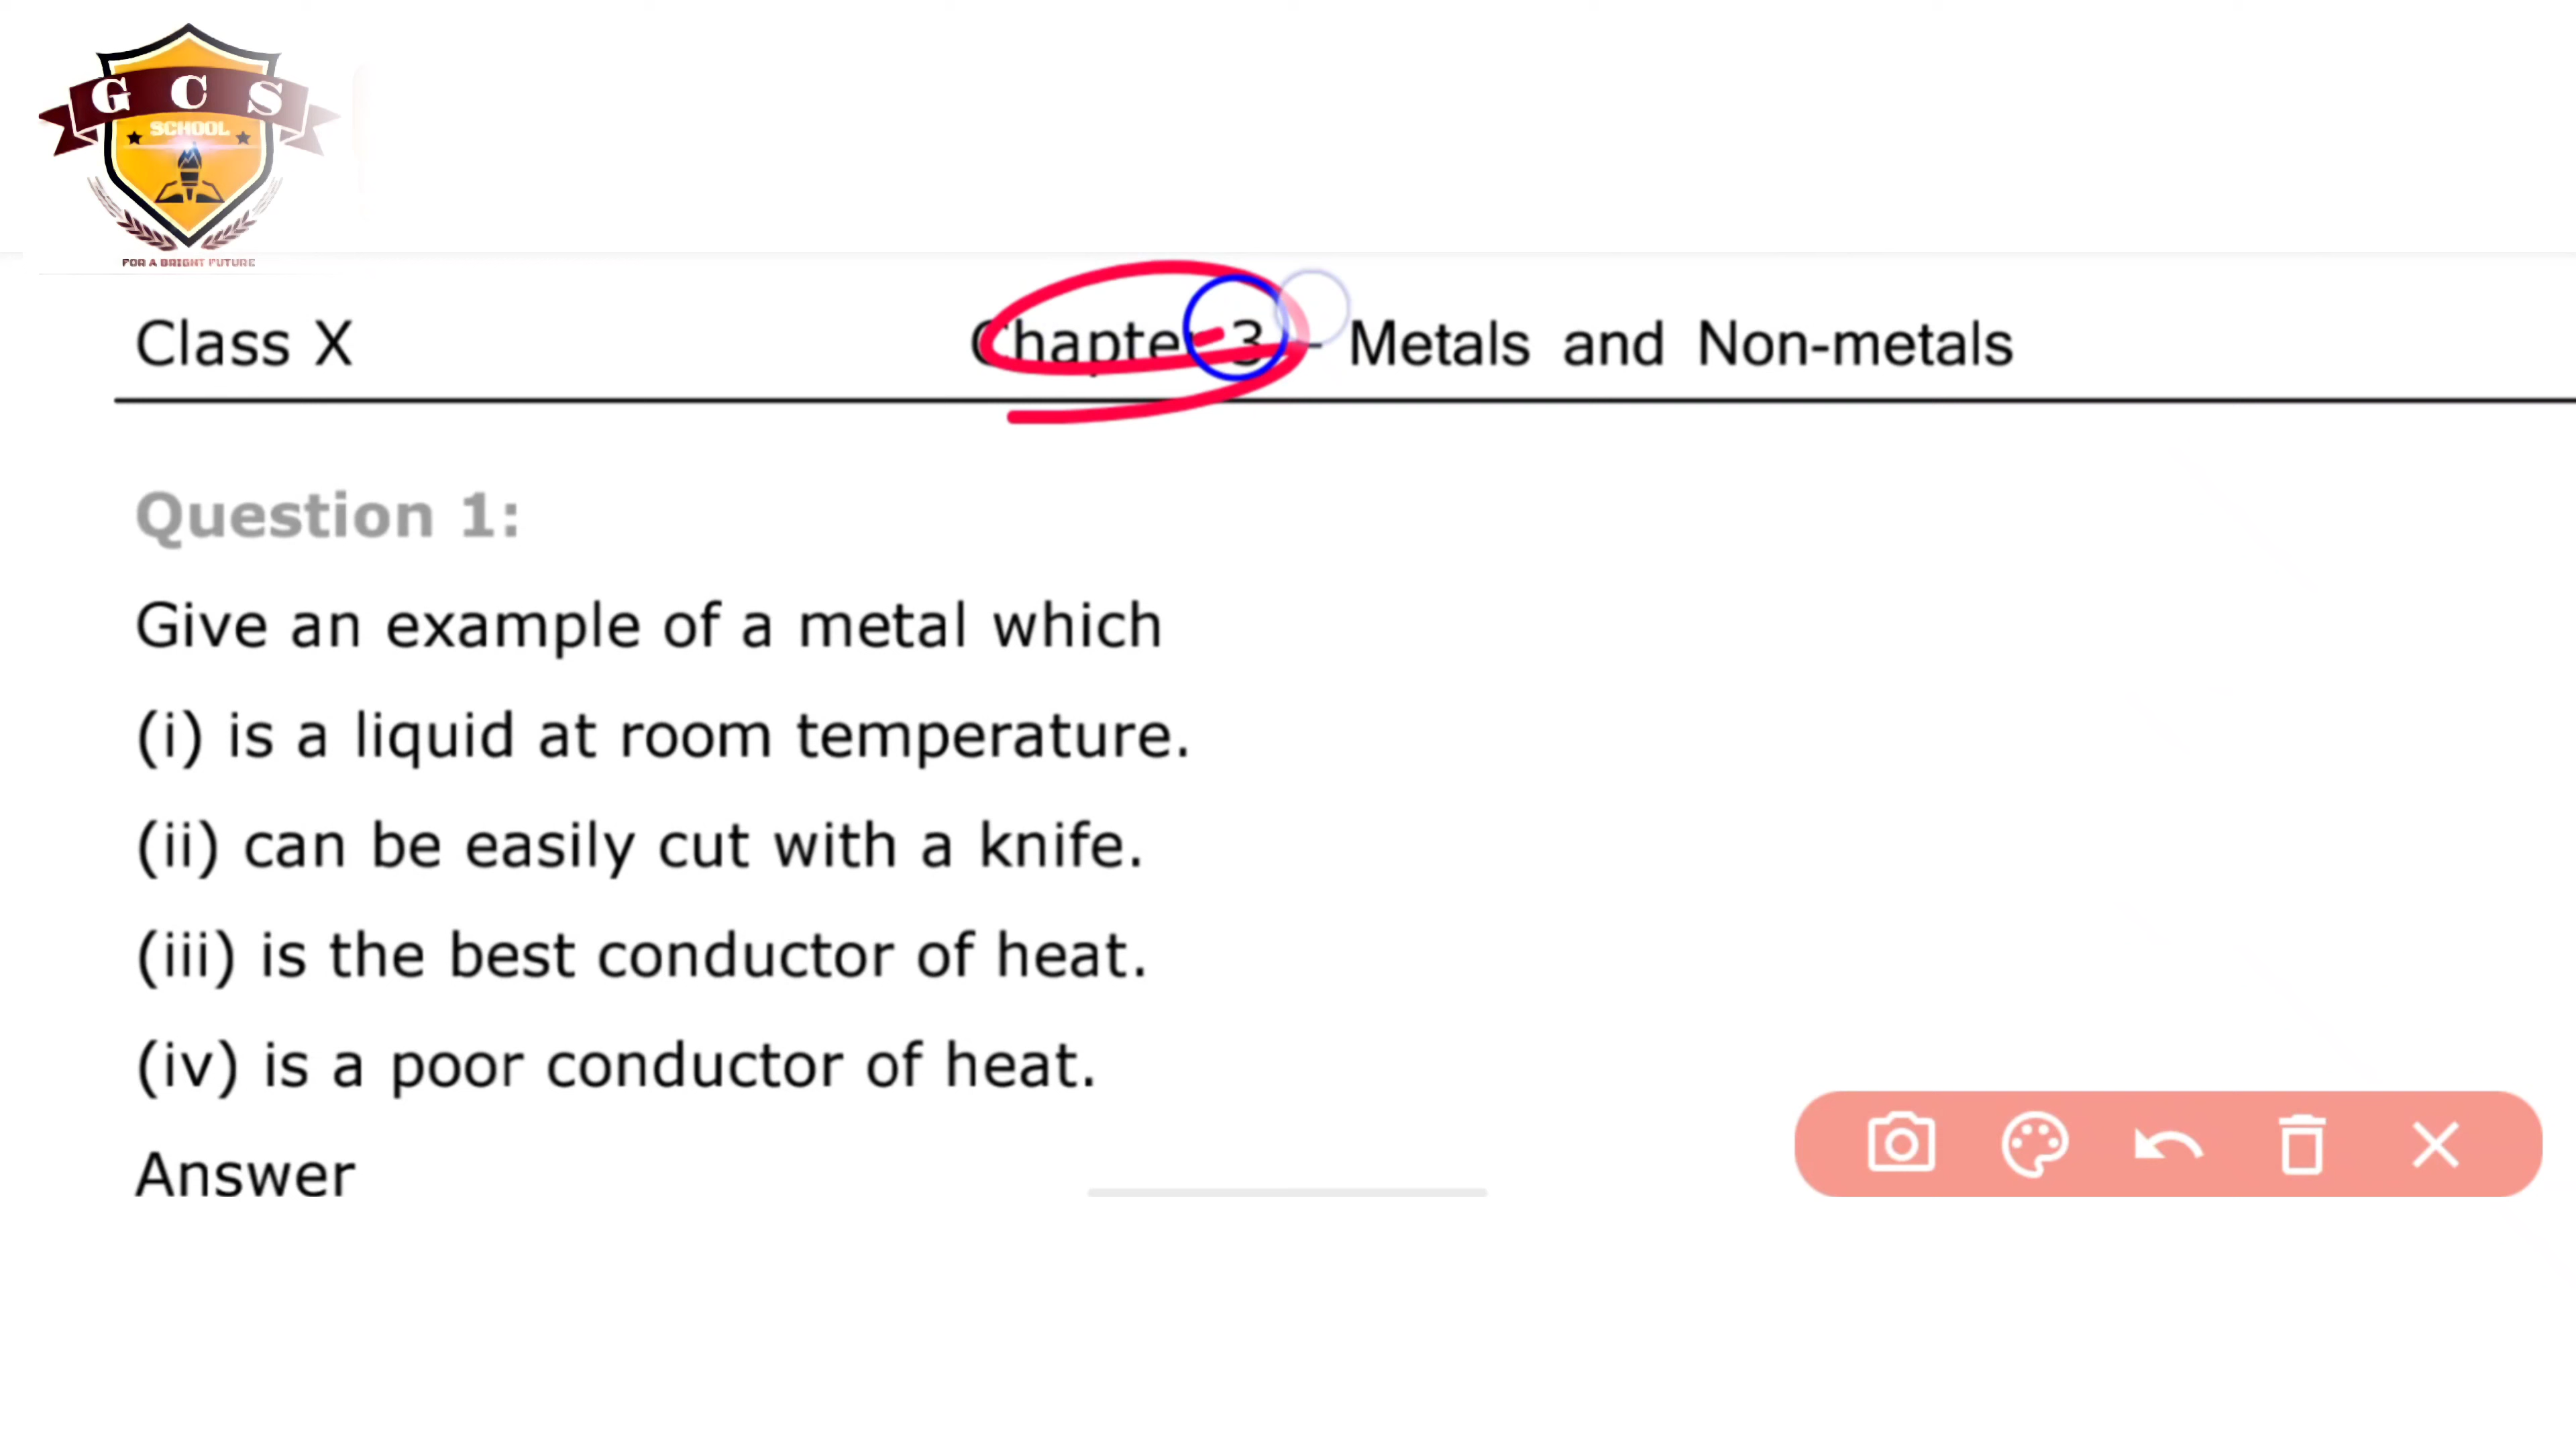 G C S
SCHOOL
FOR A BRIGHT FUTURE
Class X Chapter 3 - Metals and Non-metals
Question 1:
Give an example of a metal which
(i) is a liquid at room temperature.
(ii) can be easily cut with a knife.
(iii) is the best conductor of heat.
(iv) is a poor conductor of heat.
Answer